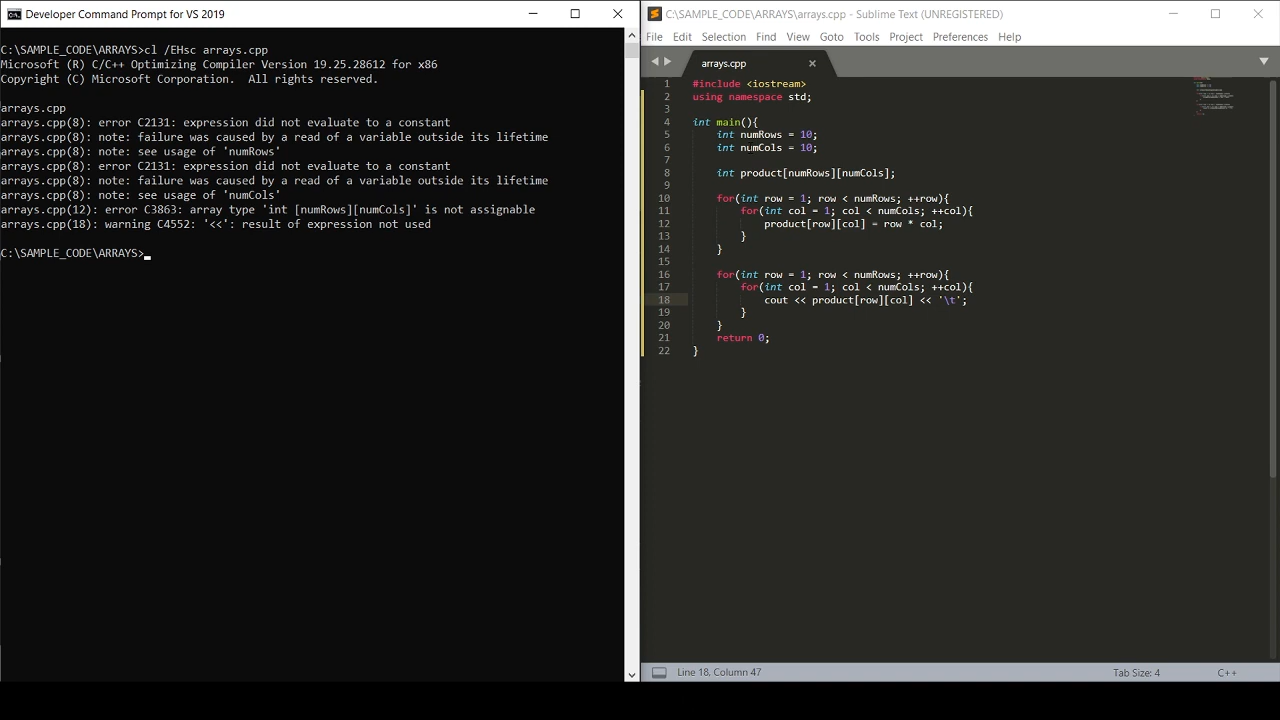 Developer Command Prompt for VS 2019
C:\SAMPLE_CODE\ARRAYS>cl /EHsc arrays.cpp
Microsoft (R) C/C++ Optimizing Compiler Version 19.25.28612 for x86
Copyright (C) Microsoft Corporation.  All rights reserved.
arrays.cpp
arrays.cpp(8): error C2131: expression did not evaluate to a constant
arrays.cpp(8): note: failure was caused by a read of a variable outside its lifetime
arrays.cpp(8): note: see usage of 'numRows'
arrays.cpp(8): error C2131: expression did not evaluate to a constant
arrays.cpp(8): note: failure was caused by a read of a variable outside its lifetime
arrays.cpp(8): note: see usage of 'numCols'
arrays.cpp(12): error C3863: array type 'int [numRows][numCols]' is not assignable
arrays.cpp(18): warning C4552: '<<': result of expression not used
C:\SAMPLE_CODE\ARRAYS>
C:\SAMPLE_CODE\ARRAYS\arrays.cpp - Sublime Text (UNREGISTERED)
File Edit Selection Find View Goto Tools Project Preferences Help
arrays.cpp
1 #include <iostream>
2 using namespace std;
3
4 int main(){
5     int numRows = 10;
6     int numCols = 10;
7
8     int product[numRows][numCols];
9
10     for(int row = 1; row < numRows; ++row){
11         for(int col = 1; col < numCols; ++col){
12             product[row][col] = row * col;
13         }
14     }
15
16     for(int row = 1; row < numRows; ++row){
17         for(int col = 1; col < numCols; ++col){
18             cout << product[row][col] << '\t';
19         }
20     }
21     return 0;
22 }
Line 18, Column 47
Tab Size: 4
C++